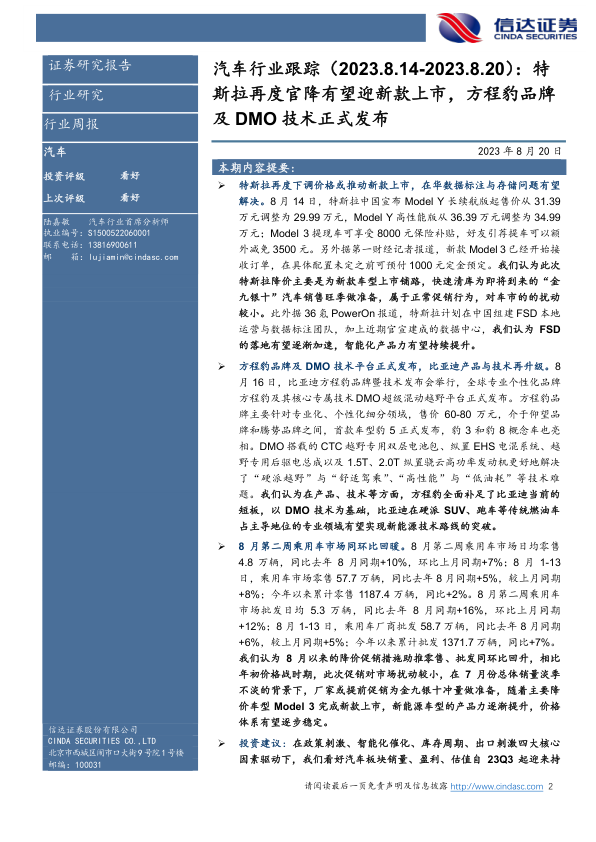 信达证券
CINDA SECURITIES
证券研究报告
行业研究
行业周报
汽车
投资评级 看好
上次评级 看好
陆嘉敏 汽车行业首席分析师
执业编号：S1500522060001
联系电话：13816900611
邮 箱：lujiamin@cindasc.com
汽车行业跟踪（2023.8.14-2023.8.20）：特
斯拉再度官降有望迎新款上市，方程豹品牌
及 DMO 技术正式发布
2023 年 8 月 20 日
本期内容提要：
➢ 特斯拉再度下调价格或推动新款上市，在华数据标注与存储问题有望
解决。8 月 14 日，特斯拉中国宣布 Model Y 长续航版起售价从 31.39
万元调整为 29.99 万元，Model Y 高性能版从 36.39 万元调整为 34.99
万元；Model 3 提现车可享受 8000 元保险补贴，好友引荐提车可以额
外减免 3500 元。另外据第一财经记者报道，新款 Model 3 已经开始接
收订单，在具体配置未定之前可预付 1000 元定金预定。我们认为此次
特斯拉降价主要是为新款车型上市铺路，快速清库为即将到来的“金
九银十”汽车销售旺季做准备，属于正常促销行为，对车市的的扰动
较小。此外据 36 氪 PowerOn 报道，特斯拉计划在中国组建 FSD 本地
运营与数据标注团队，加上近期官宣建成的数据中心，我们认为 FSD
的落地有望逐渐加速，智能化产品力有望持续提升。
➢ 方程豹品牌及 DMO 技术平台正式发布，比亚迪产品与技术再升级。8
月 16 日，比亚迪方程豹品牌暨技术发布会举行，全球专业个性化品牌
方程豹及其核心专属技术 DMO 超级混动越野平台正式发布。方程豹品
牌主要针对专业化、个性化细分领域，售价 60-80 万元，介于仰望品
牌和腾势品牌之间，首款车型豹 5 正式发布，豹 3 和豹 8 概念车也亮
相。DMO 搭载的 CTC 越野专用双层电池包、纵置 EHS 电混系统、越
野专用后驱电总成以及 1.5T、2.0T 纵置骁云高功率发动机更好地解决
了“硬派越野”与“舒适驾乘”、“高性能”与“低油耗”等技术难
题。我们认为在产品、技术等方面，方程豹全面补足了比亚迪当前的
短板，以 DMO 技术为基础，比亚迪在硬派 SUV、跑车等传统燃油车
占主导地位的专业领域有望实现新能源技术路线的突破。
➢ 8 月第二周乘用车市场同环比回暖。8 月第二周乘用车市场日均零售
4.8 万辆，同比去年 8 月同期+10%，环比上月同期+7%；8 月 1-13
日，乘用车市场零售 57.7 万辆，同比去年 8 月同期+5%，较上月同期
+8%；今年以来累计零售 1187.4 万辆，同比+2%。8 月第二周乘用车
市场批发日均 5.3 万辆，同比去年 8 月同期+16%，环比上月同期
+12%；8 月 1-13 日，乘用车厂商批发 58.7 万辆，同比去年 8 月同期
+6%，较上月同期+5%；今年以来累计批发 1371.7 万辆，同比+7%。
我们认为 8 月以来的降价促销措施助推零售、批发同环比回升，相比
年初价格战时期，此次促销对市场扰动较小，在 7 月份总体销量淡季
不淡的背景下，厂家或提前促销为金九银十冲量做准备，随着主要降
价车型 Model 3 完成新款上市，新能源车型的产品力逐渐提升，价格
体系有望逐步稳定。
➢ 投资建议：在政策刺激、智能化催化、库存周期、出口刺激四大核心
因素驱动下，我们看好汽车板块销量、盈利、估值自 23Q3 起迎来持
信达证券股份有限公司
CINDA SECURITIES CO.,LTD
北京市西城区闹市口大街9号院1号楼
邮编：100031
请阅读最后一页免责声明及信息披露 http://www.cindasc.com 2